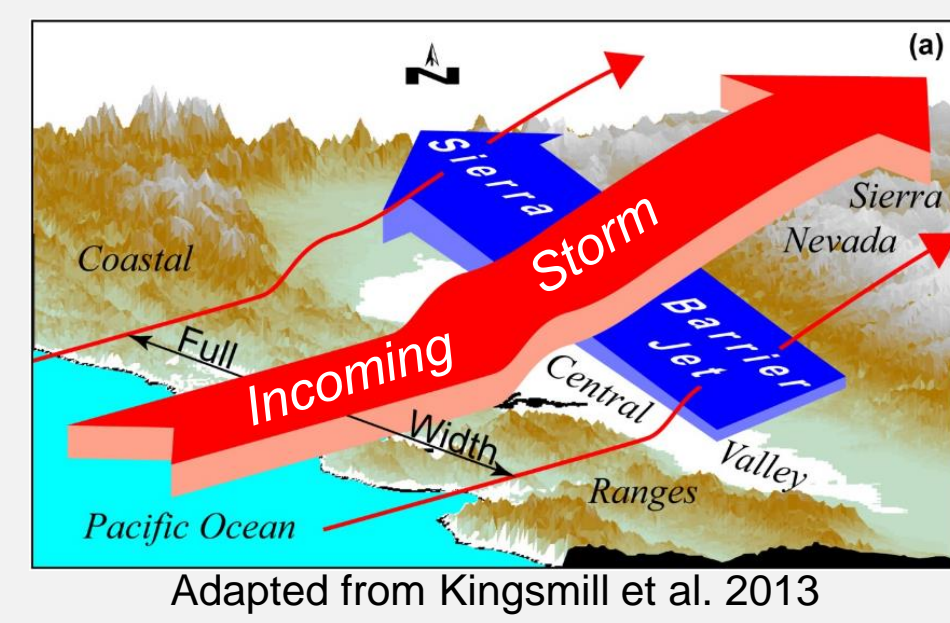 (a)
N
Sierra
Barrier
Jet
Incoming Storm
Sierra
Nevada
Coastal
Full
Width
Central
Valley
Ranges
Pacific Ocean
Adapted from Kingsmill et al. 2013